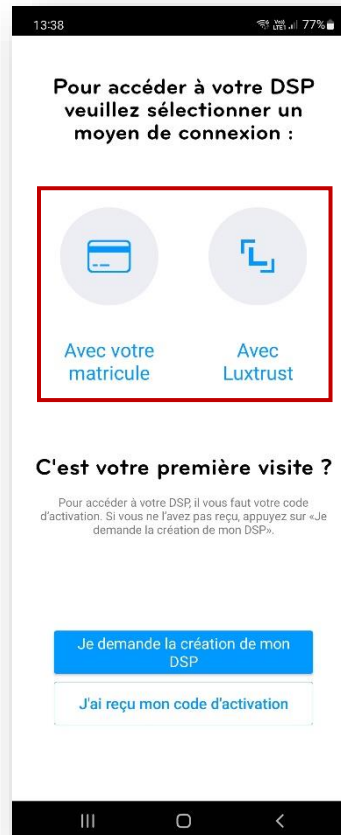 13:38
77%
Pour accéder à votre DSP
veuillez sélectionner un
moyen de connexion :
Avec votre
matricule
Avec
Luxtrust
C'est votre première visite ?
Pour accéder à votre DSP, il vous faut votre code
d'activation. Si vous ne l'avez pas reçu, appuyez sur «Je
demande la création de mon DSP».
Je demande la création de mon
DSP
J'ai reçu mon code d'activation